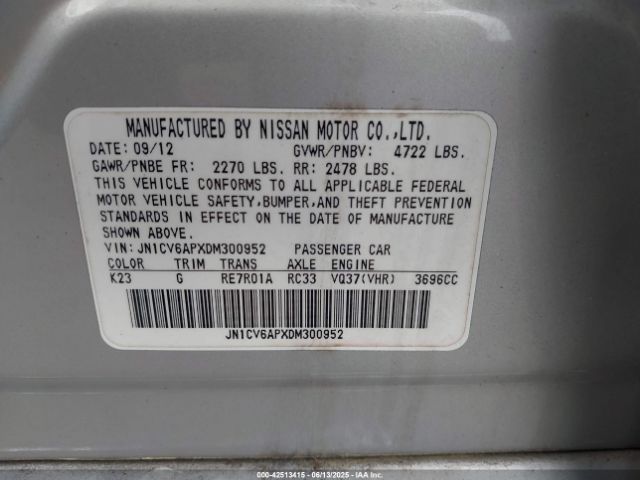 MANUFACTURED BY NISSAN MOTOR CO.,LTD.
DATE: 09/12 GVWR/PNBV: 4722 LBS.
GAWR/PNBE FR: 2270 LBS. RR: 2478 LBS.
THIS VEHICLE CONFORMS TO ALL APPLICABLE FEDERAL
MOTOR VEHICLE SAFETY,BUMPER,AND THEFT PREVENTION
STANDARDS IN EFFECT ON THE DATE OF MANUFACTURE
SHOWN ABOVE.
VIN: JN1CV6APXDM300952 PASSENGER CAR
COLOR TRIM TRANS AXLE ENGINE
K23 G RE7R01A RC33 VQ37(VHR) 3696CC
JN1CV6APXDM300952
© 000-42513415 - 06/13/2025 - IAAI.COM ©